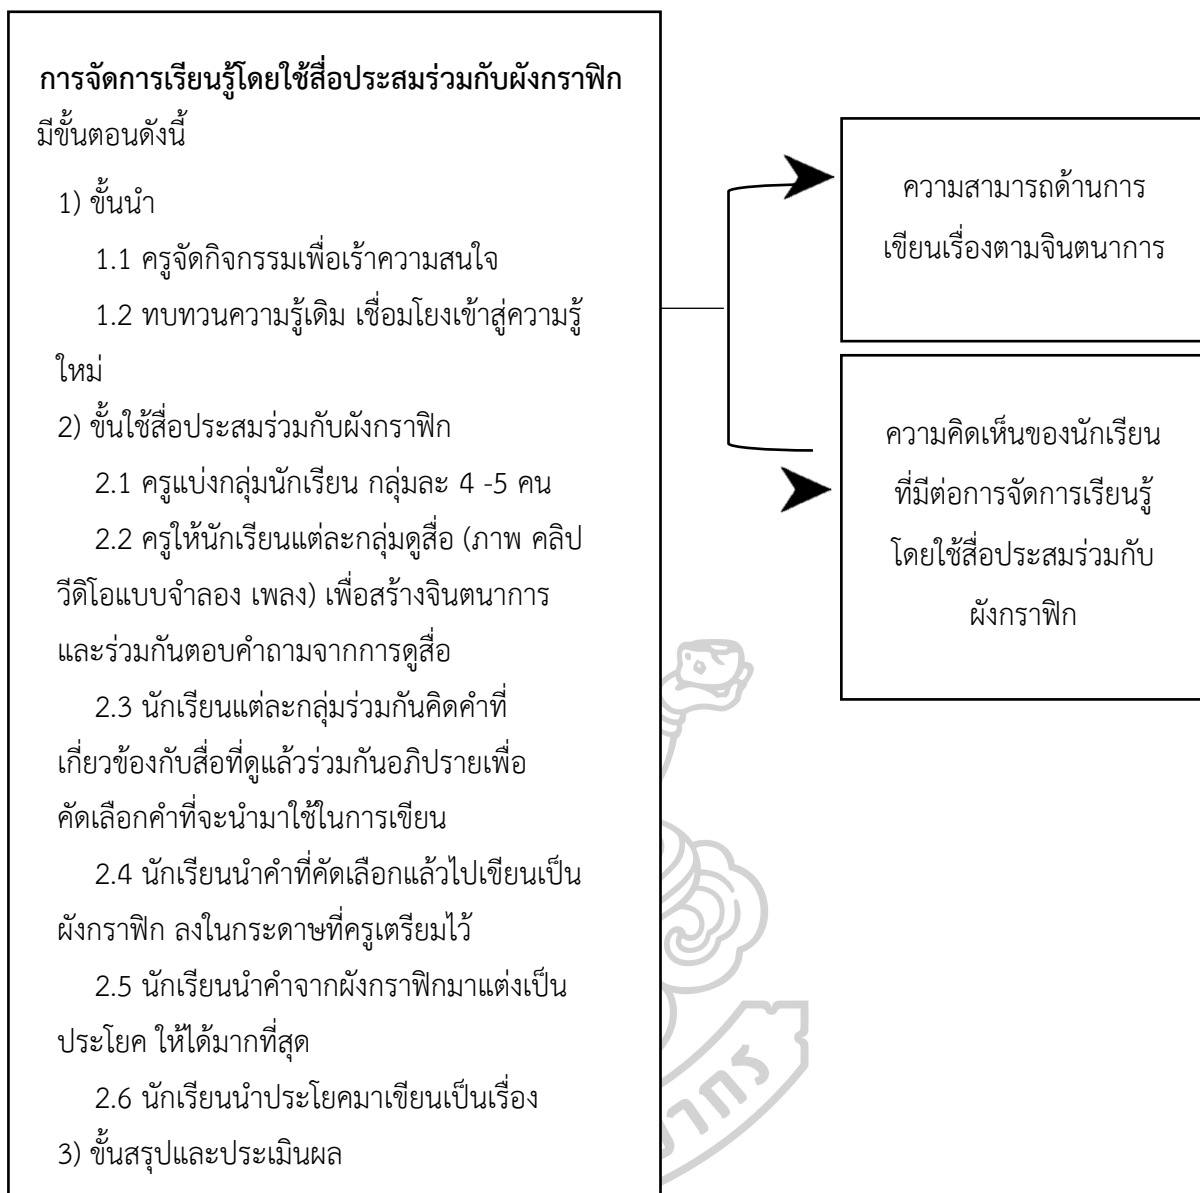 การจัดการเรียนรู้โดยใช้สื่อประสมร่วมกับผังกราฟิก
มีขั้นตอนดังนี้
1) ขั้นนำ
1.1 ครูจัดกิจกรรมเพื่อเร้าความสนใจ
1.2 ทบทวนความรู้เดิม เชื่อมโยงเข้าสู่ความรู้
ใหม่
2) ขั้นใช้สื่อประสมร่วมกับผังกราฟิก
2.1 ครูแบ่งกลุ่มนักเรียน กลุ่มละ 4 -5 คน
2.2 ครูให้นักเรียนแต่ละกลุ่มดูสื่อ (ภาพ คลิป
วีดิโอแบบจำลอง เพลง) เพื่อสร้างจินตนาการ
และร่วมกันตอบคำถามจากการดูสื่อ
2.3 นักเรียนแต่ละกลุ่มร่วมกันคิดคำที่
เกี่ยวข้องกับสื่อที่ดูแล้วร่วมกันอภิปรายเพื่อ
คัดเลือกคำที่จะนำมาใช้ในการเขียน
2.4 นักเรียนนำคำที่คัดเลือกแล้วไปเขียนเป็น
ผังกราฟิก ลงในกระดาษที่ครูเตรียมไว้
2.5 นักเรียนนำคำจากผังกราฟิกมาแต่งเป็น
ประโยค ให้ได้มากที่สุด
2.6 นักเรียนนำประโยคมาเขียนเป็นเรื่อง
3) ขั้นสรุปและประเมินผล
ความสามารถด้านการ
เขียนเรื่องตามจินตนาการ
ความคิดเห็นของนักเรียน
ที่มีต่อการจัดการเรียนรู้
โดยใช้สื่อประสมร่วมกับ
ผังกราฟิก